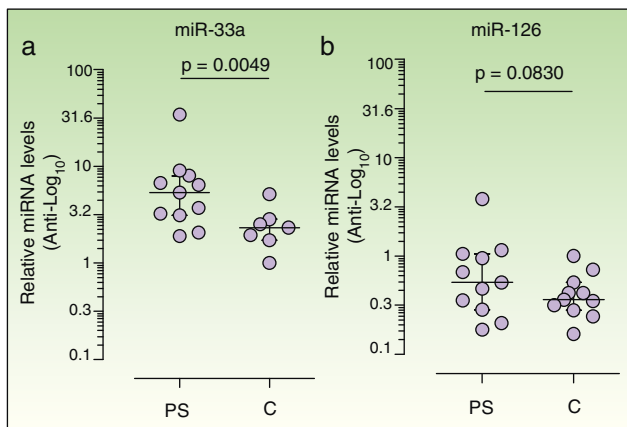 a
miR-33a
p = 0.0049
Relative miRNA levels
(Anti-Log10)
100
31.6
10
3.2
1
0.3
0.1
PS
C
b
miR-126
p = 0.0830
Relative miRNA levels
(Anti-Log10)
100
31.6
10
3.2
1
0.3
0.1
PS
C